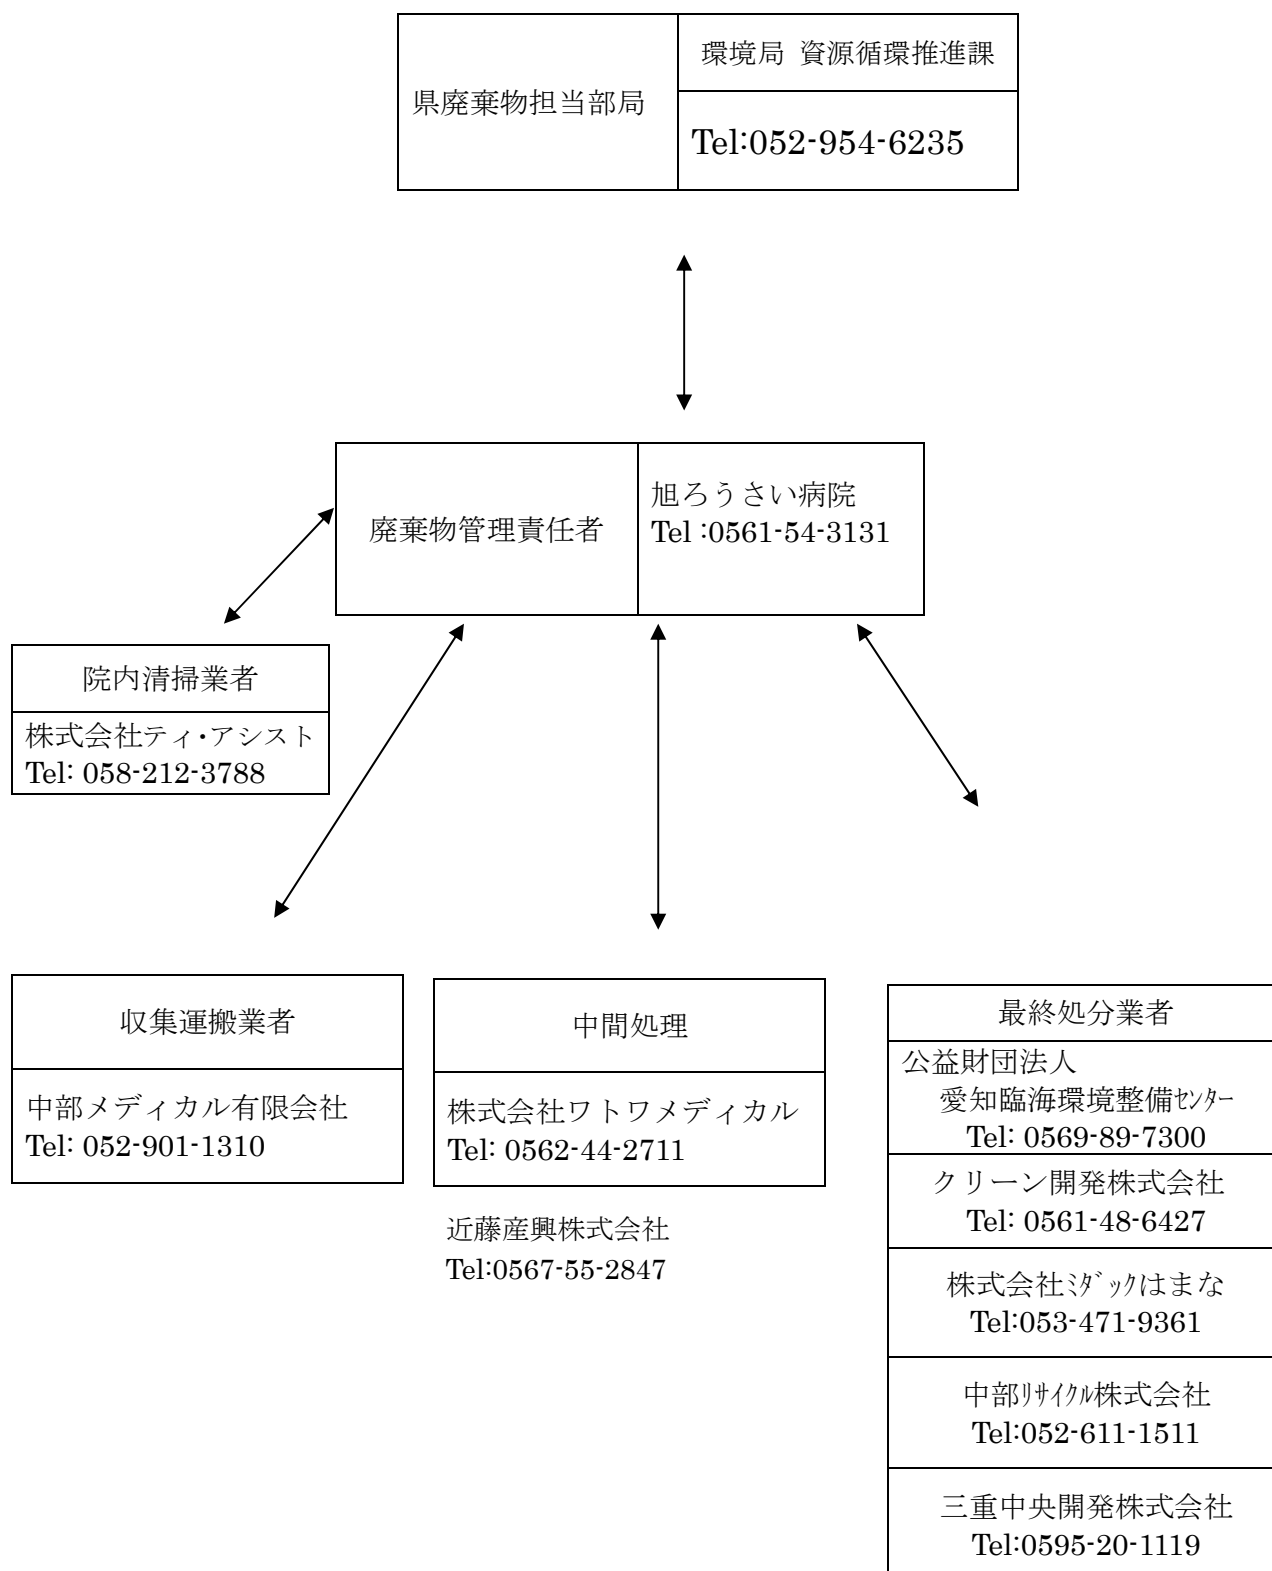 県廃棄物担当部局
環境局 資源循環推進課
Tel:052-954-6235
廃棄物管理責任者
旭ろうさい病院
Tel :0561-54-3131
院内清掃業者
株式会社ティ・アシスト
Tel: 058-212-3788
収集運搬業者
中部メディカル有限会社
Tel: 052-901-1310
中間処理
株式会社ワトワメディカル
Tel: 0562-44-2711
近藤産興株式会社
Tel:0567-55-2847
最終処分業者
公益財団法人
愛知臨海環境整備ｾﾝﾀｰ
Tel: 0569-89-7300
クリーン開発株式会社
Tel: 0561-48-6427
株式会社ﾐﾀﾞｯｸはまな
Tel:053-471-9361
中部ﾘｻｲｸﾙ株式会社
Tel:052-611-1511
三重中央開発株式会社
Tel:0595-20-1119